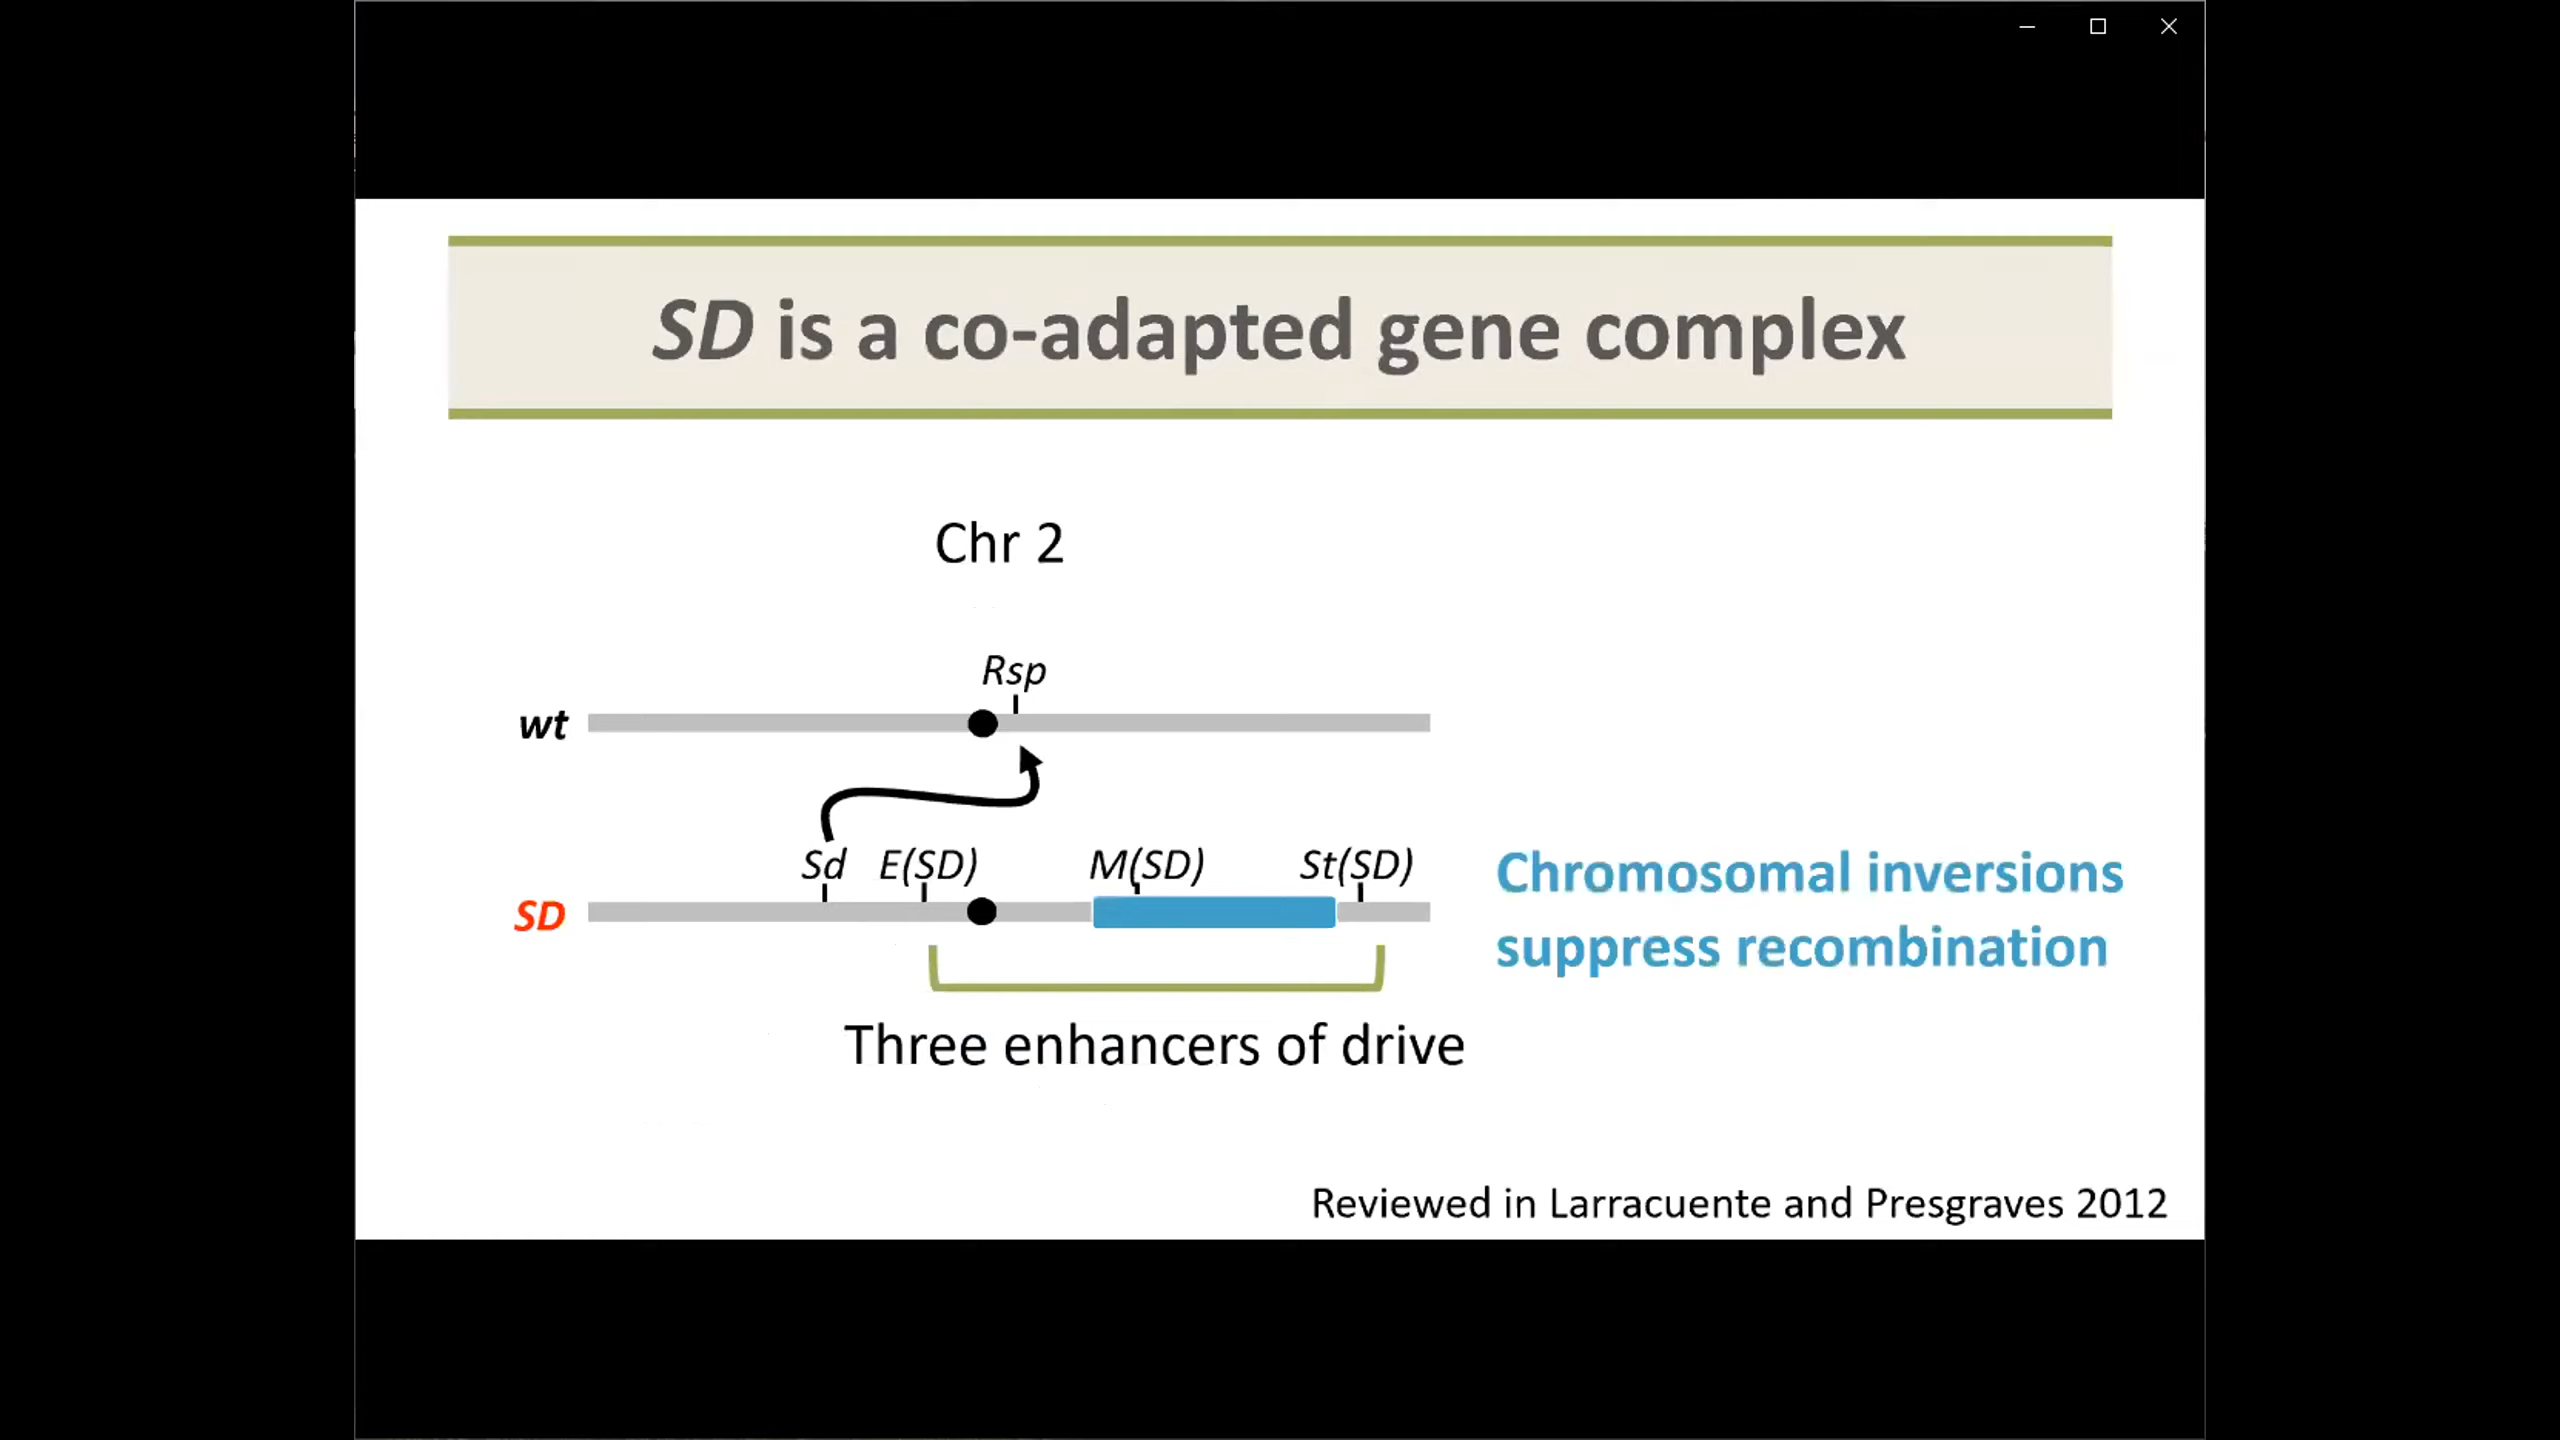 SD is a co-adapted gene complex
Chr 2
Rsp
wt
Sd E(SD) M(SD) St(SD)
SD
Chromosomal inversions
suppress recombination
Three enhancers of drive
Reviewed in Larracuente and Presgraves 2012